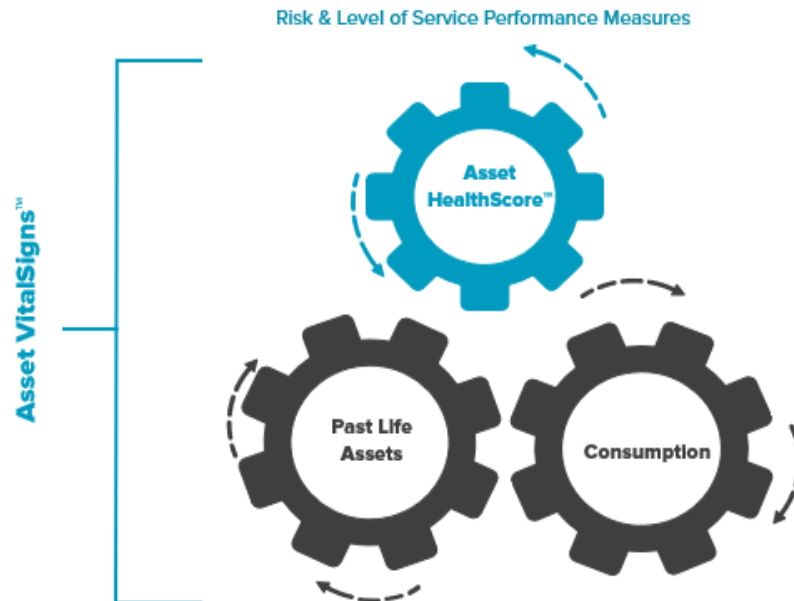 Risk & Level of Service Performance Measures
Asset VitalSigns™
Asset
HealthScore™
Past Life
Assets
Consumption